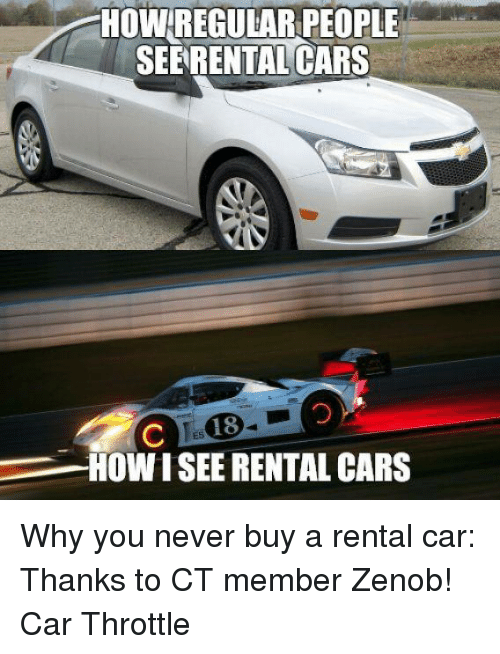 HOW REGULAR PEOPLE
SEE RENTAL CARS
C ES 18
HOW I SEE RENTAL CARS
Why you never buy a rental car:
Thanks to CT member Zenob!
Car Throttle